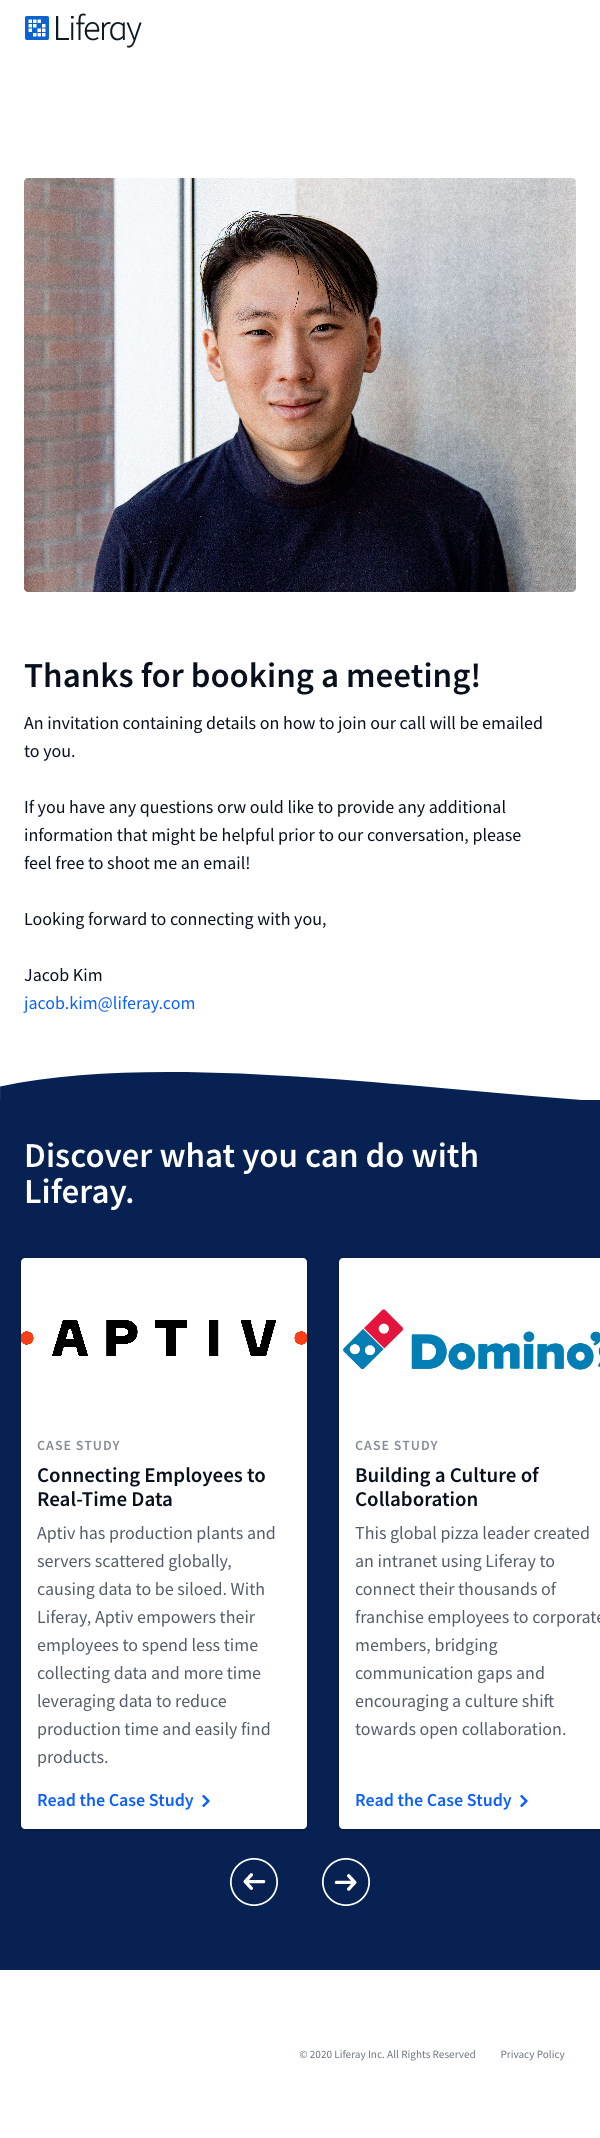 Liferay
Thanks for booking a meeting!
An invitation containing details on how to join our call will be emailed
to you.
If you have any questions orw ould like to provide any additional
information that might be helpful prior to our conversation, please
feel free to shoot me an email!
Looking forward to connecting with you,
Jacob Kim
jacob.kim@liferay.com
Discover what you can do with
Liferay.
APTIV
CASE STUDY
Connecting Employees to
Real-Time Data
Aptiv has production plants and
servers scattered globally,
causing data to be siloed. With
Liferay, Aptiv empowers their
employees to spend less time
collecting data and more time
leveraging data to reduce
production time and easily find
products.
Read the Case Study
Domino's
CASE STUDY
Building a Culture of
Collaboration
This global pizza leader created
an intranet using Liferay to
connect their thousands of
franchise employees to corporate
members, bridging
communication gaps and
encouraging a culture shift
towards open collaboration.
Read the Case Study
© 2020 Liferay Inc. All Rights Reserved Privacy Policy